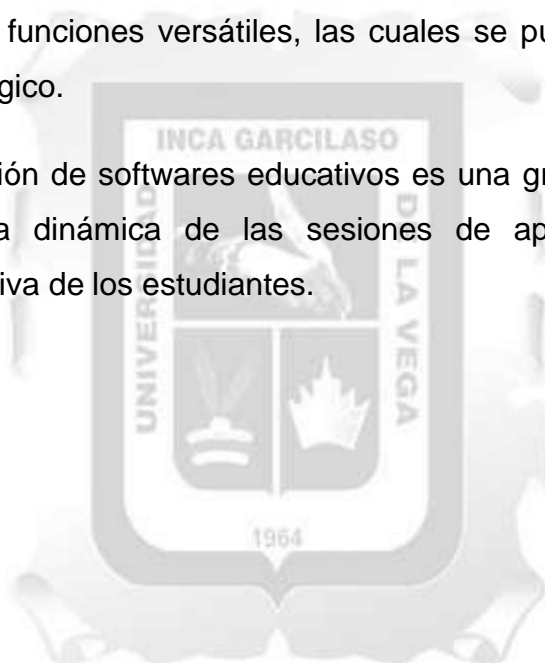 funciones versátiles, las cuales se pu
gico.
INCA GARCILASO
ión de softwares educativos es una gr
a dinámica de las sesiones de ap
iva de los estudiantes.
UNIVERSIDAD
DE LA VEGA
1964